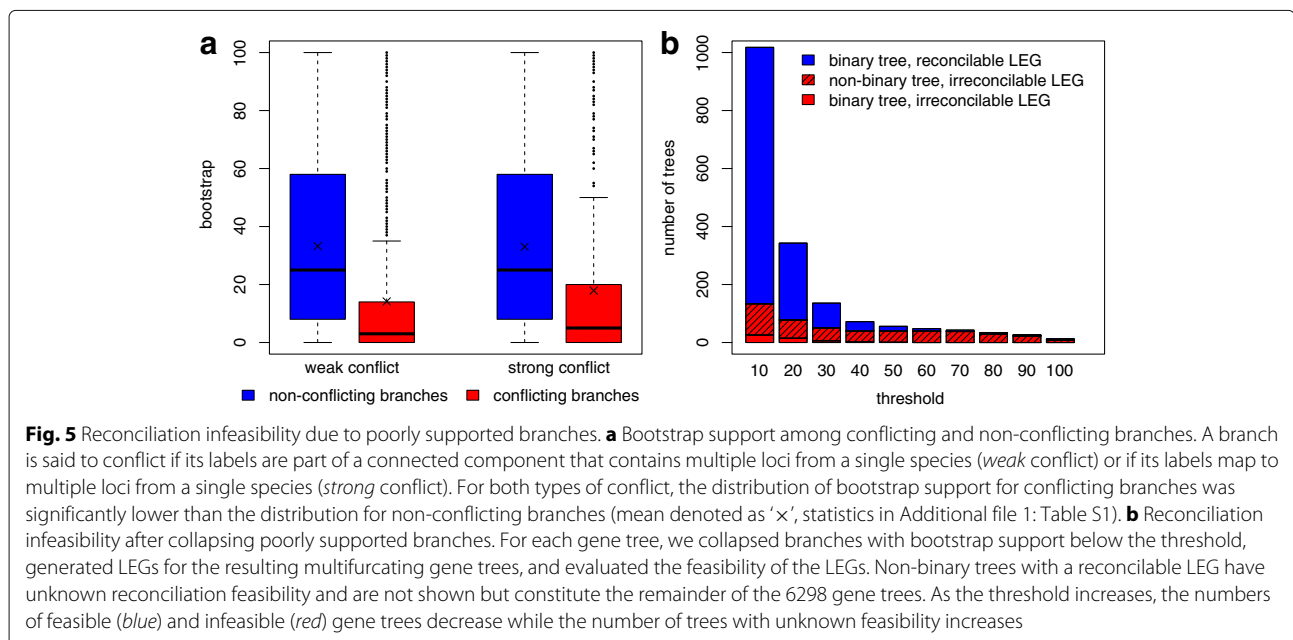 a
100
80
60
40
20
0
bootstrap
weak conflict
strong conflict
non-conflicting branches
conflicting branches
b
1000
800
600
400
200
0
number of trees
binary tree, reconcilable LEG
non-binary tree, irreconcilable LEG
binary tree, irreconcilable LEG
10 20 30 40 50 60 70 80 90 100
threshold
Fig. 5 Reconciliation infeasibility due to poorly supported branches. a Bootstrap support among conflicting and non-conflicting branches. A branch
is said to conflict if its labels are part of a connected component that contains multiple loci from a single species (weak conflict) or if its labels map to
multiple loci from a single species (strong conflict). For both types of conflict, the distribution of bootstrap support for conflicting branches was
significantly lower than the distribution for non-conflicting branches (mean denoted as ‘×’, statistics in Additional file 1: Table S1). b Reconciliation
infeasibility after collapsing poorly supported branches. For each gene tree, we collapsed branches with bootstrap support below the threshold,
generated LEGs for the resulting multifurcating gene trees, and evaluated the feasibility of the LEGs. Non-binary trees with a reconcilable LEG have
unknown reconciliation feasibility and are not shown but constitute the remainder of the 6298 gene trees. As the threshold increases, the numbers
of feasible (blue) and infeasible (red) gene trees decrease while the number of trees with unknown feasibility increases